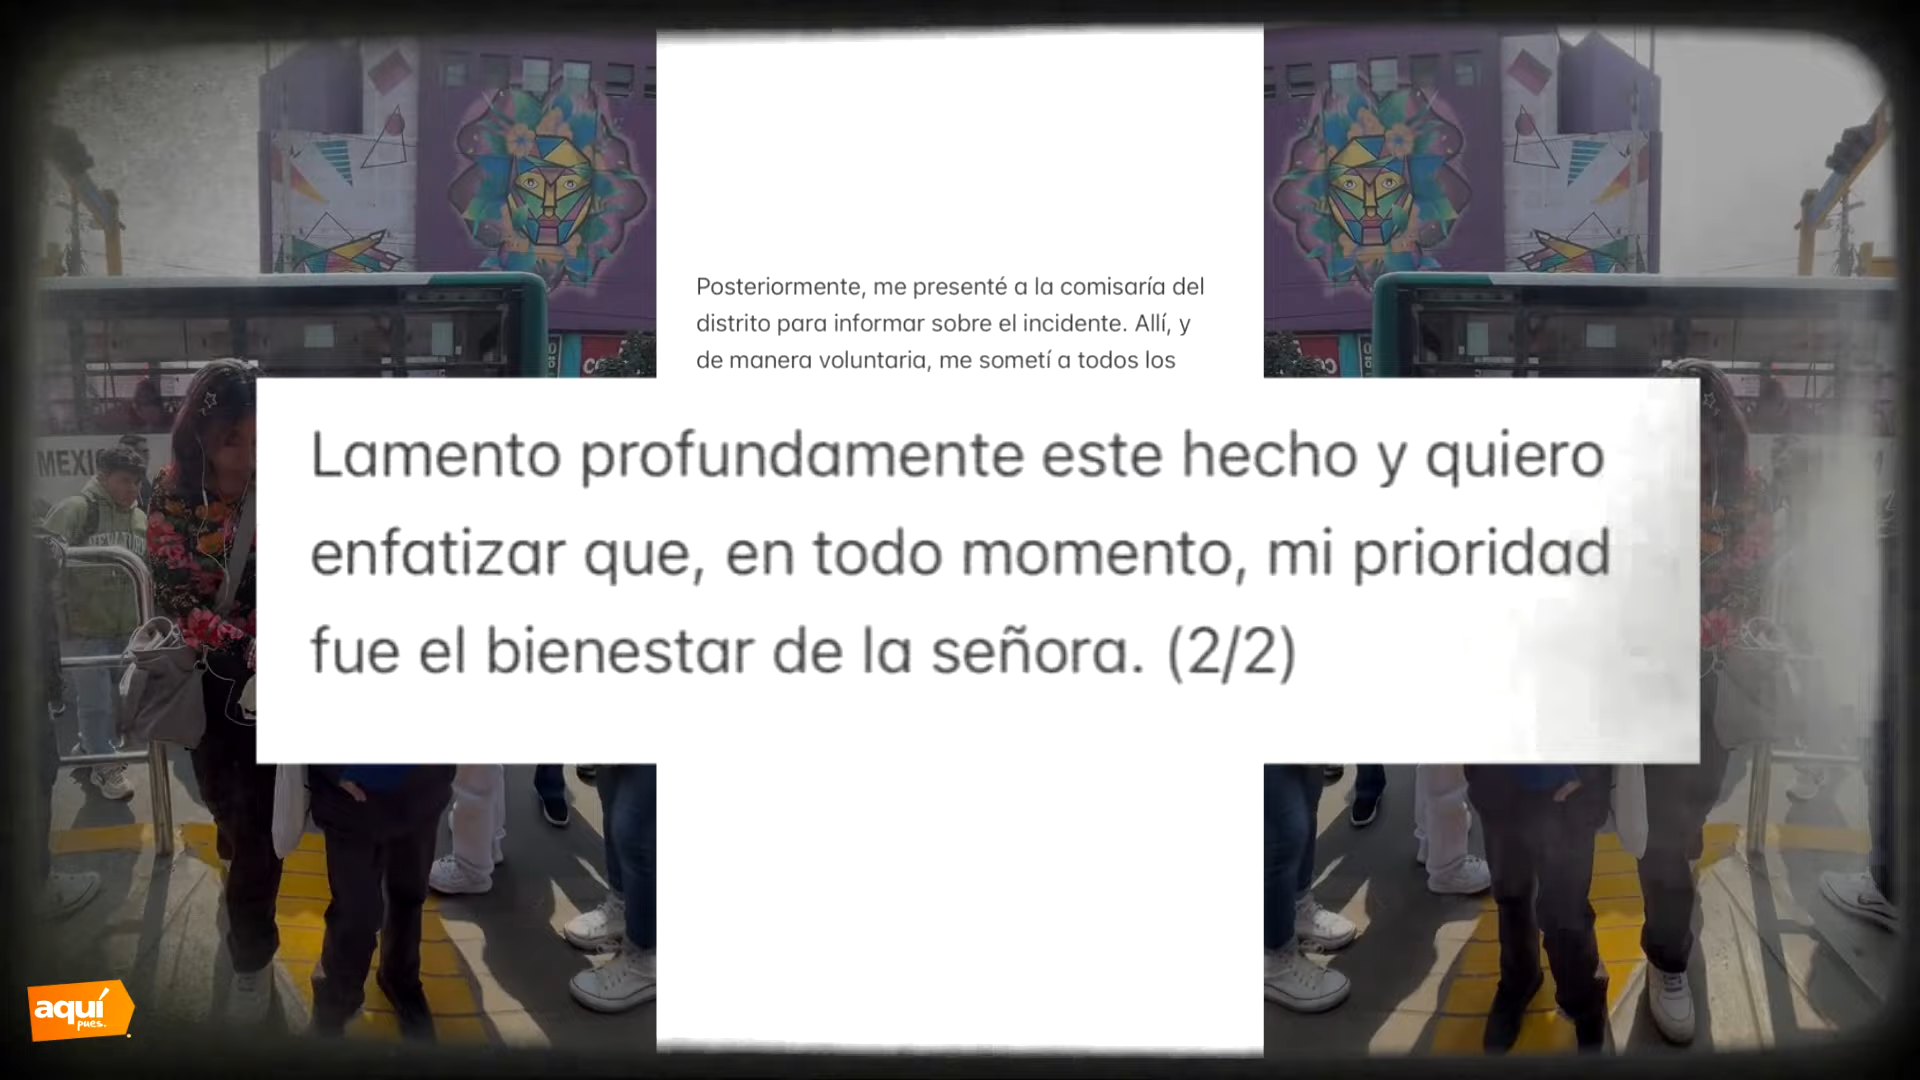 Posteriormente, me presenté a la comisaría del
distrito para informar sobre el incidente. Allí, y
de manera voluntaria, me sometí a todos los
Lamento profundamente este hecho y quiero
enfatizar que, en todo momento, mi prioridad
fue el bienestar de la señora. (2/2)
aquí
pues.